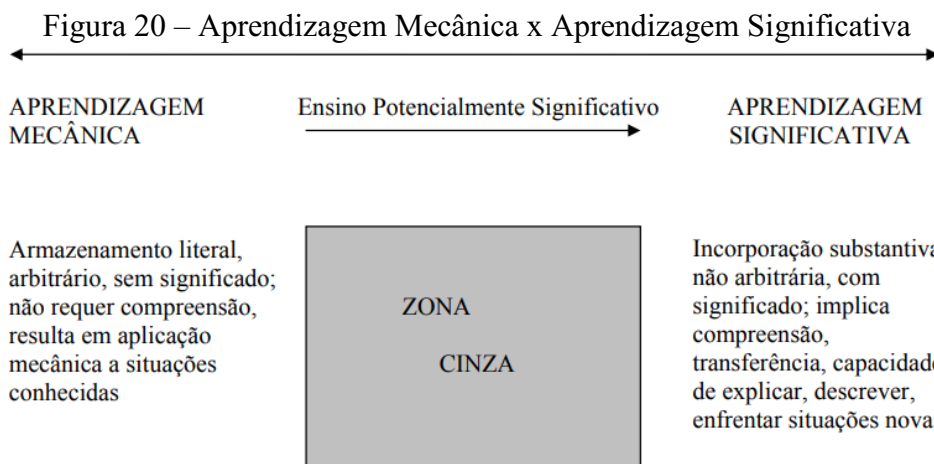 Figura 20 – Aprendizagem Mecânica x Aprendizagem Significativa
APRENDIZAGEM
MECÂNICA
Ensino Potencialmente Significativo
APRENDIZAGEM
SIGNIFICATIVA
Armazenamento literal,
arbitrário, sem significado;
não requer compreensão,
resulta em aplicação
mecânica a situações
conhecidas
ZONA
CINZA
Incorporação substantiva
não arbitrária, com
significado; implica
compreensão,
transferência, capacidade
de explicar, descrever,
enfrentar situações nova